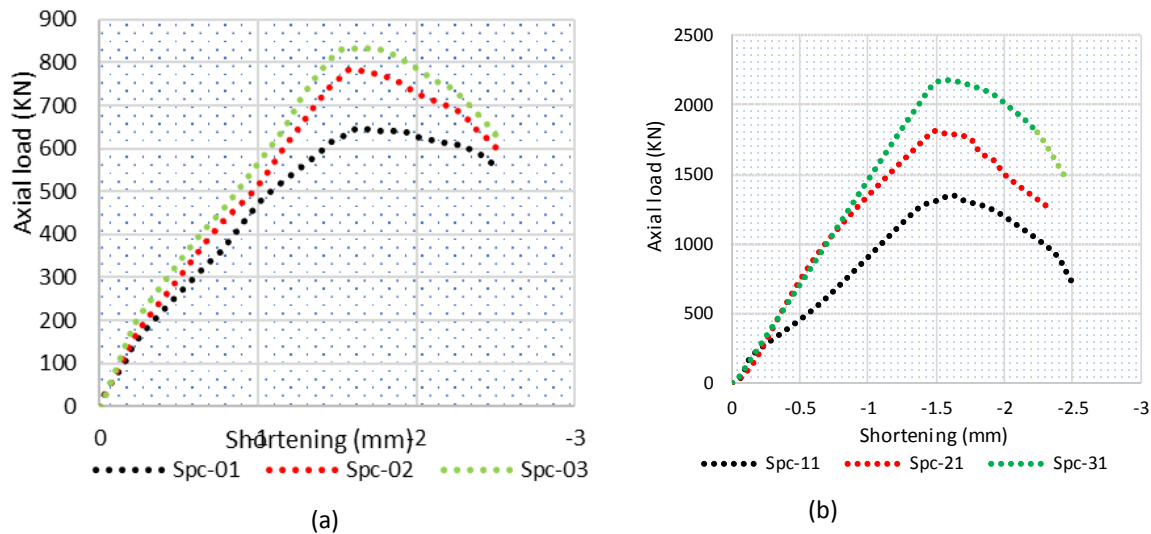 900
800
700
600
500
400
300
200
100
0
Axial load (KN)
0 -1 -2 -3
Shortening (mm)
Spc-01 Spc-02 Spc-03
(a)
2500
2000
1500
1000
500
0
Axial load (KN)
0 -0.5 -1 -1.5 -2 -2.5 -3
Shortening (mm)
Spc-11 Spc-21 Spc-31
(b)